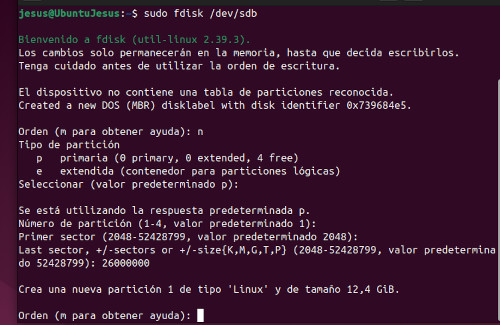 jesus@UbuntuJesus:~$ sudo fdisk /dev/sdb
Bienvenido a fdisk (util-linux 2.39.3).
Los cambios solo permanecerán en la memoria, hasta que decida escribirlos.
Tenga cuidado antes de utilizar la orden de escritura.
El dispositivo no contiene una tabla de particiones reconocida.
Created a new DOS (MBR) disklabel with disk identifier 0x739684e5.
Orden (m para obtener ayuda): n
Tipo de partición
p primaria (0 primary, 0 extended, 4 free)
e extendida (contenedor para particiones lógicas)
Seleccionar (valor predeterminado p):
Se está utilizando la respuesta predeterminada p.
Número de partición (1-4, valor predeterminado 1):
Primer sector (2048-52428799, valor predeterminado 2048):
Last sector, +/-sectors or +/-size{K,M,G,T,P} (2048-52428799, valor predetermina
do 52428799): 26000000
Crea una nueva partición 1 de tipo 'Linux' y de tamaño 12,4 GiB.
Orden (m para obtener ayuda):